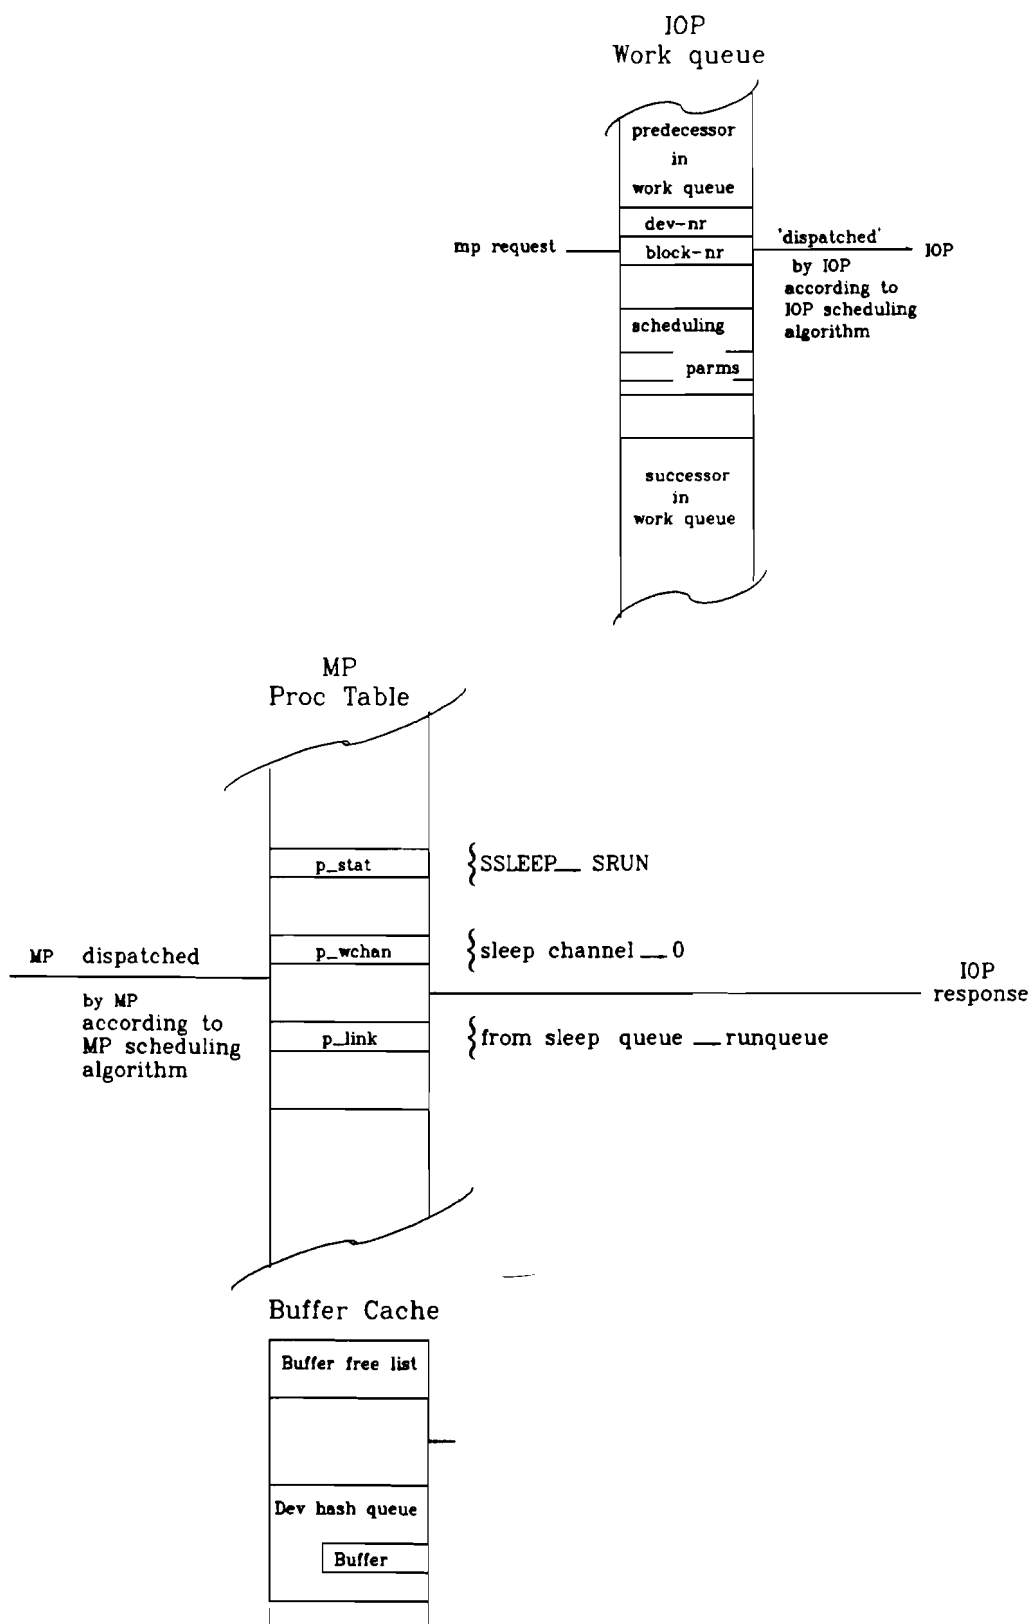 IOP
Work queue
predecessor
in
work queue
dev-nr
mp request
block-nr
'dispatched'
IOP
by IOP
according to
IOP scheduling
algorithm
scheduling
parms
successor
in
work queue
MP
Proc Table
p_stat
SSLEEP__ SRUN
MP dispatched
p_wchan
sleep channel __ 0
IOP
response
by MP
according to
MP scheduling
algorithm
p_link
from sleep queue __ runqueue
Buffer Cache
Buffer free list
Dev hash queue
Buffer